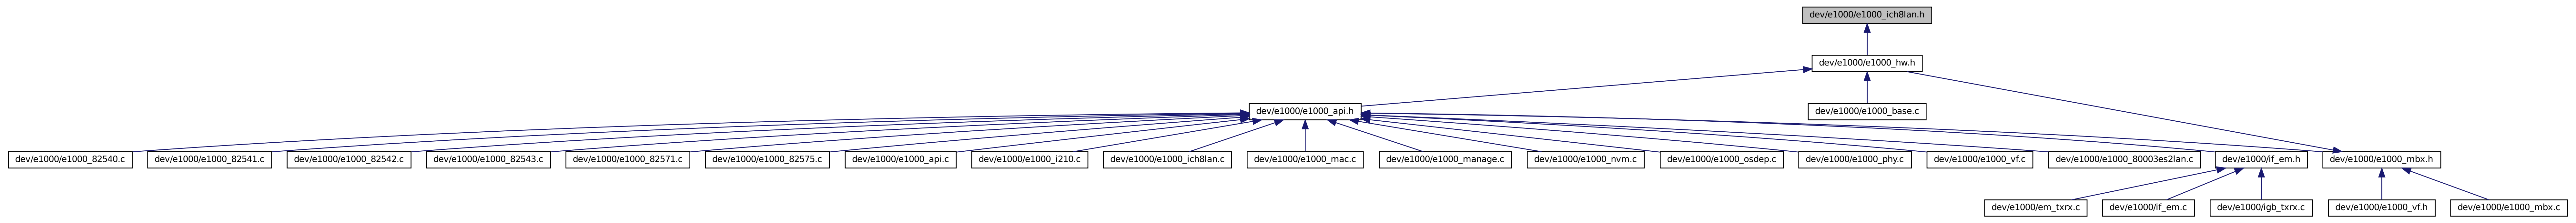 dev/e1000/e1000_ich8lan.h
dev/e1000/e1000_hw.h
dev/e1000/e1000_api.h
dev/e1000/e1000_base.c
dev/e1000/e1000_82540.c
dev/e1000/e1000_82541.c
dev/e1000/e1000_82542.c
dev/e1000/e1000_82543.c
dev/e1000/e1000_82571.c
dev/e1000/e1000_82575.c
dev/e1000/e1000_api.c
dev/e1000/e1000_i210.c
dev/e1000/e1000_ich8lan.c
dev/e1000/e1000_mac.c
dev/e1000/e1000_manage.c
dev/e1000/e1000_nvm.c
dev/e1000/e1000_osdep.c
dev/e1000/e1000_phy.c
dev/e1000/e1000_vf.c
dev/e1000/e1000_80003es2lan.c
dev/e1000/if_em.h
dev/e1000/e1000_mbx.h
dev/e1000/em_txrx.c
dev/e1000/if_em.c
dev/e1000/igb_txrx.c
dev/e1000/e1000_vf.h
dev/e1000/e1000_mbx.c